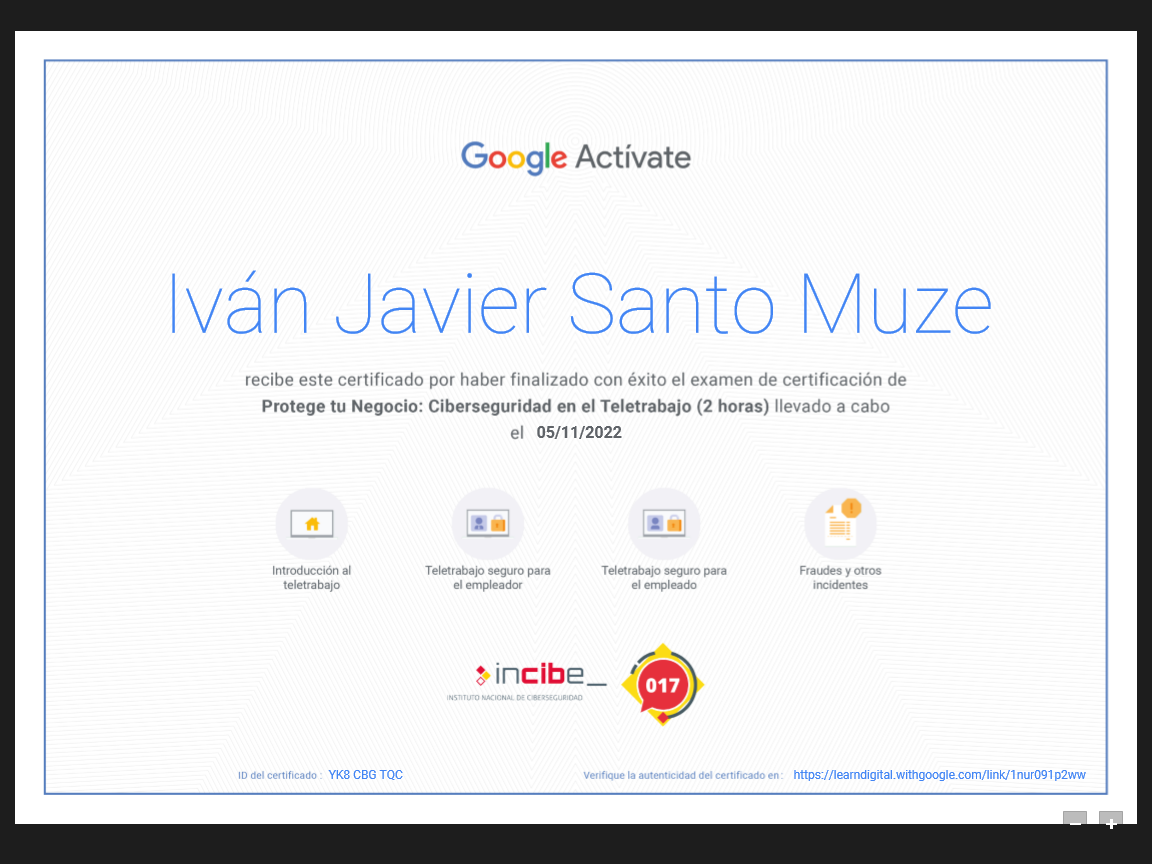 Google Actívate
Iván Javier Santo Muze
recibe este certificado por haber finalizado con éxito el examen de certificación de
Protege tu Negocio: Ciberseguridad en el Teletrabajo (2 horas) llevado a cabo
el 05/11/2022
Introducción al
teletrabajo
Teletrabajo seguro para
el empleador
Teletrabajo seguro para
el empleado
Fraudes y otros
incidentes
incibe_
INSTITUTO NACIONAL DE CIBERSEGURIDAD
017
ID del certificado : YK8 CBG TQC
Verifique la autenticidad del certificado en : https://learndigital.withgoogle.com/link/1nur091p2ww